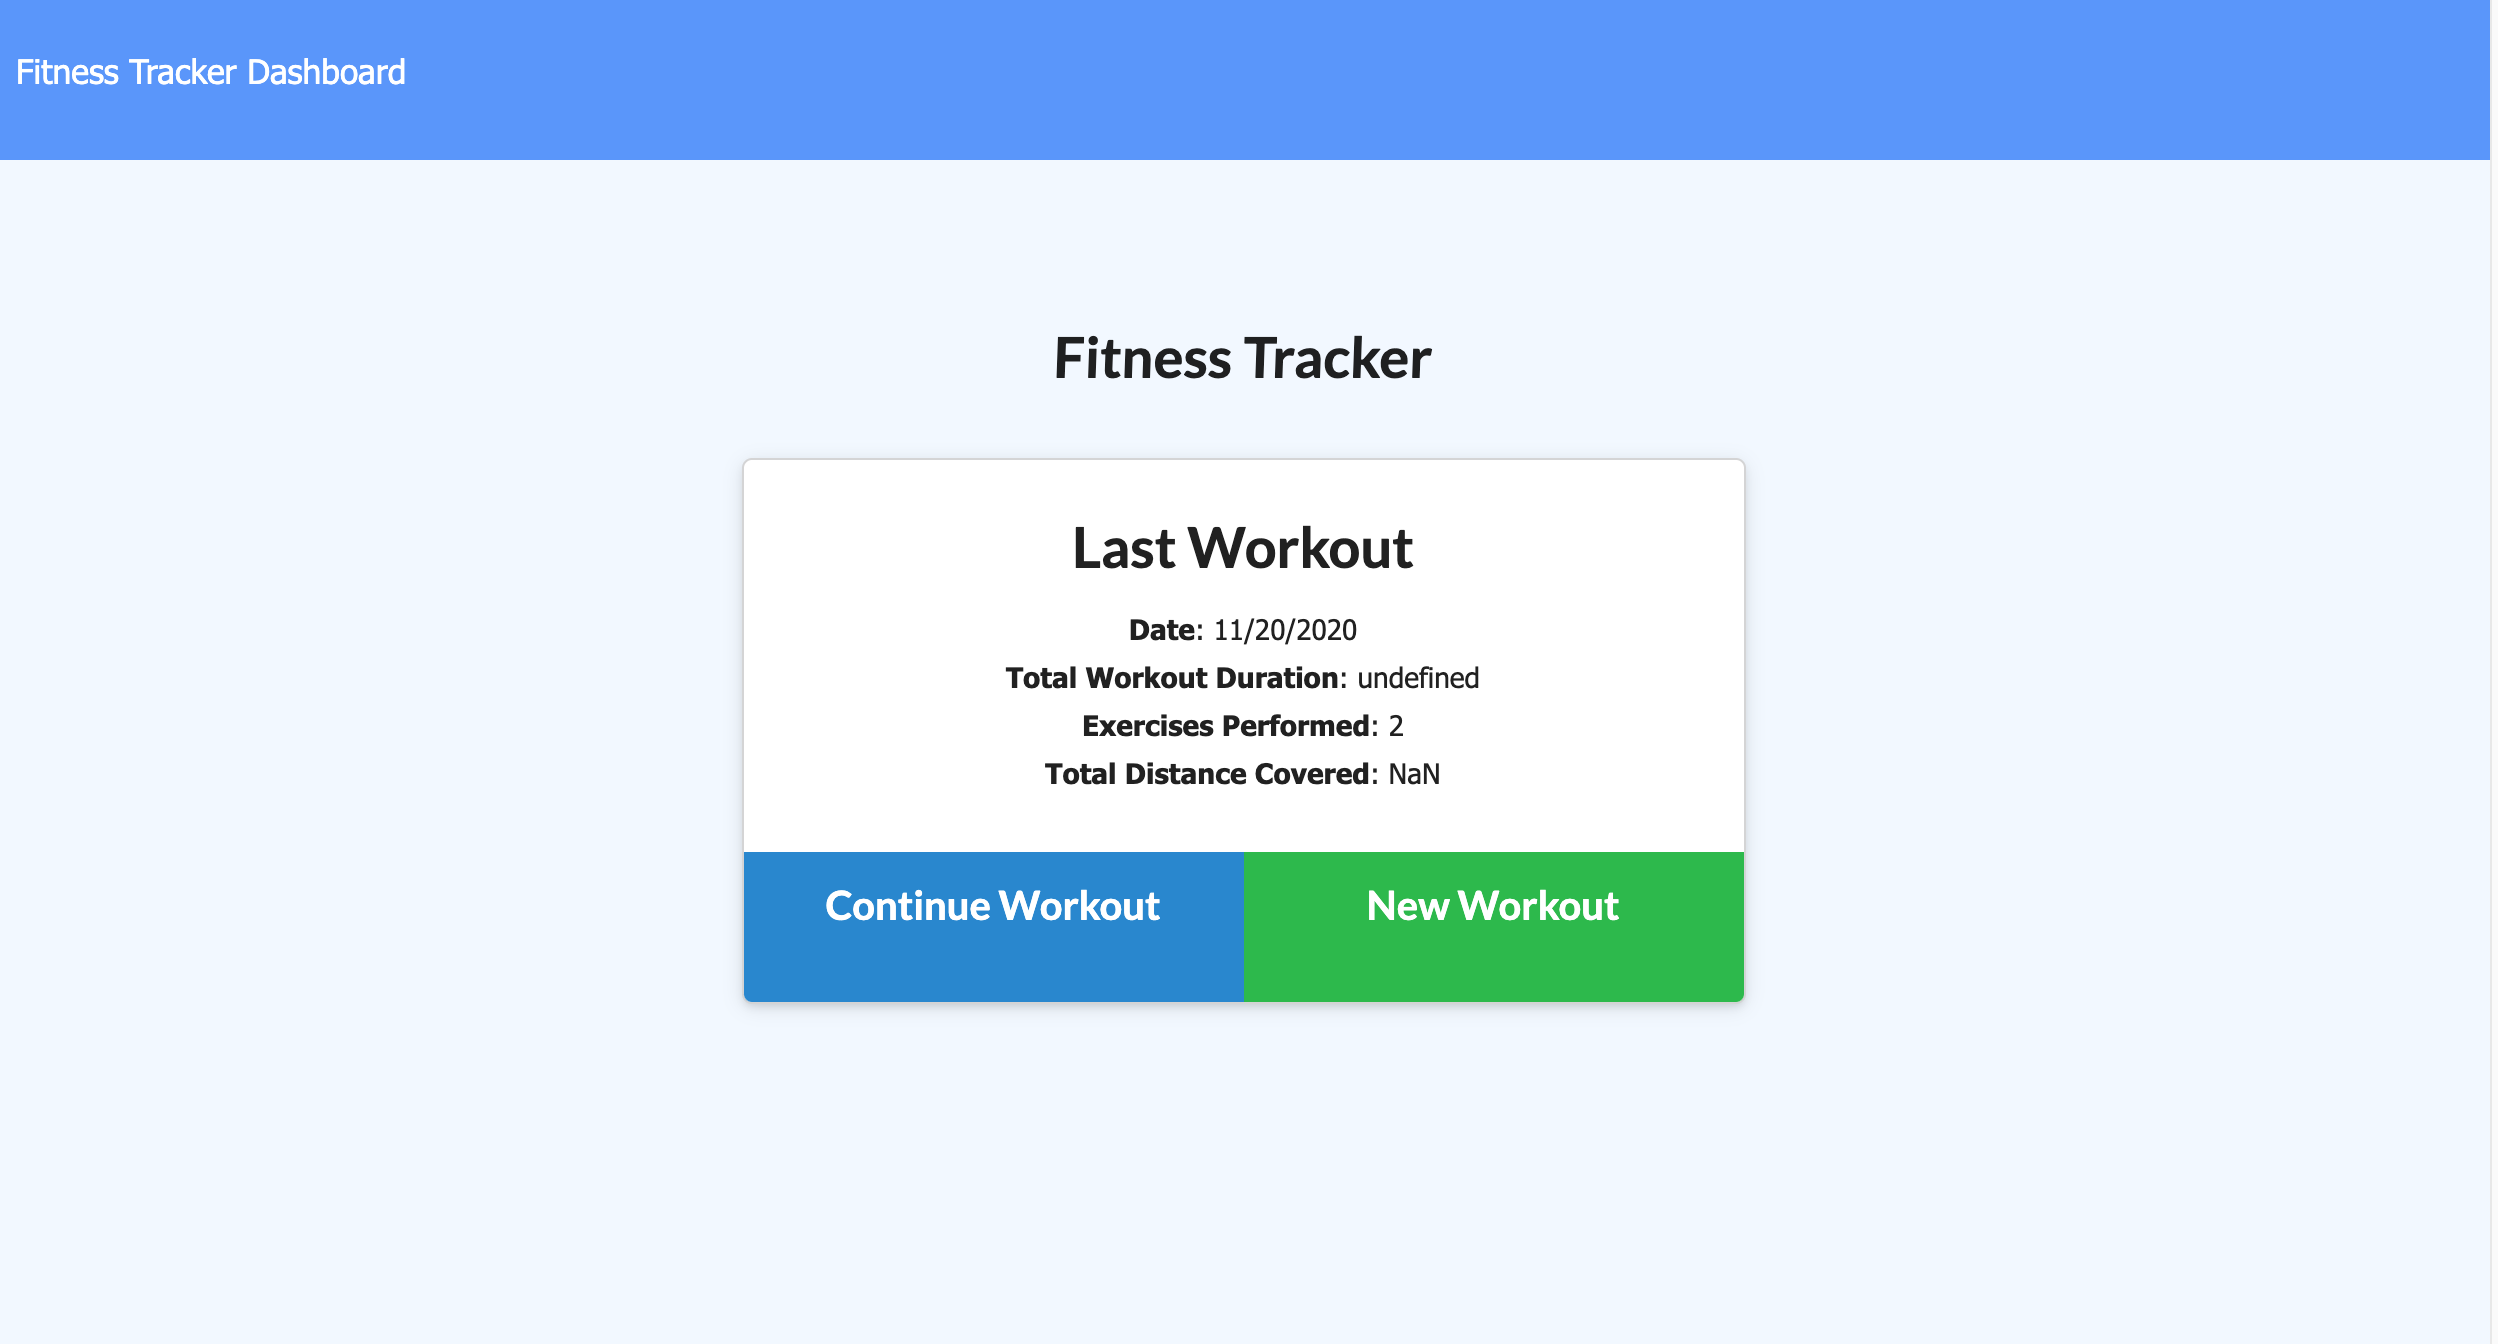 Fitness Tracker Dashboard
Fitness Tracker
Last Workout
Date: 11/20/2020
Total Workout Duration: undefined
Exercises Performed: 2
Total Distance Covered: NaN
Continue Workout
New Workout